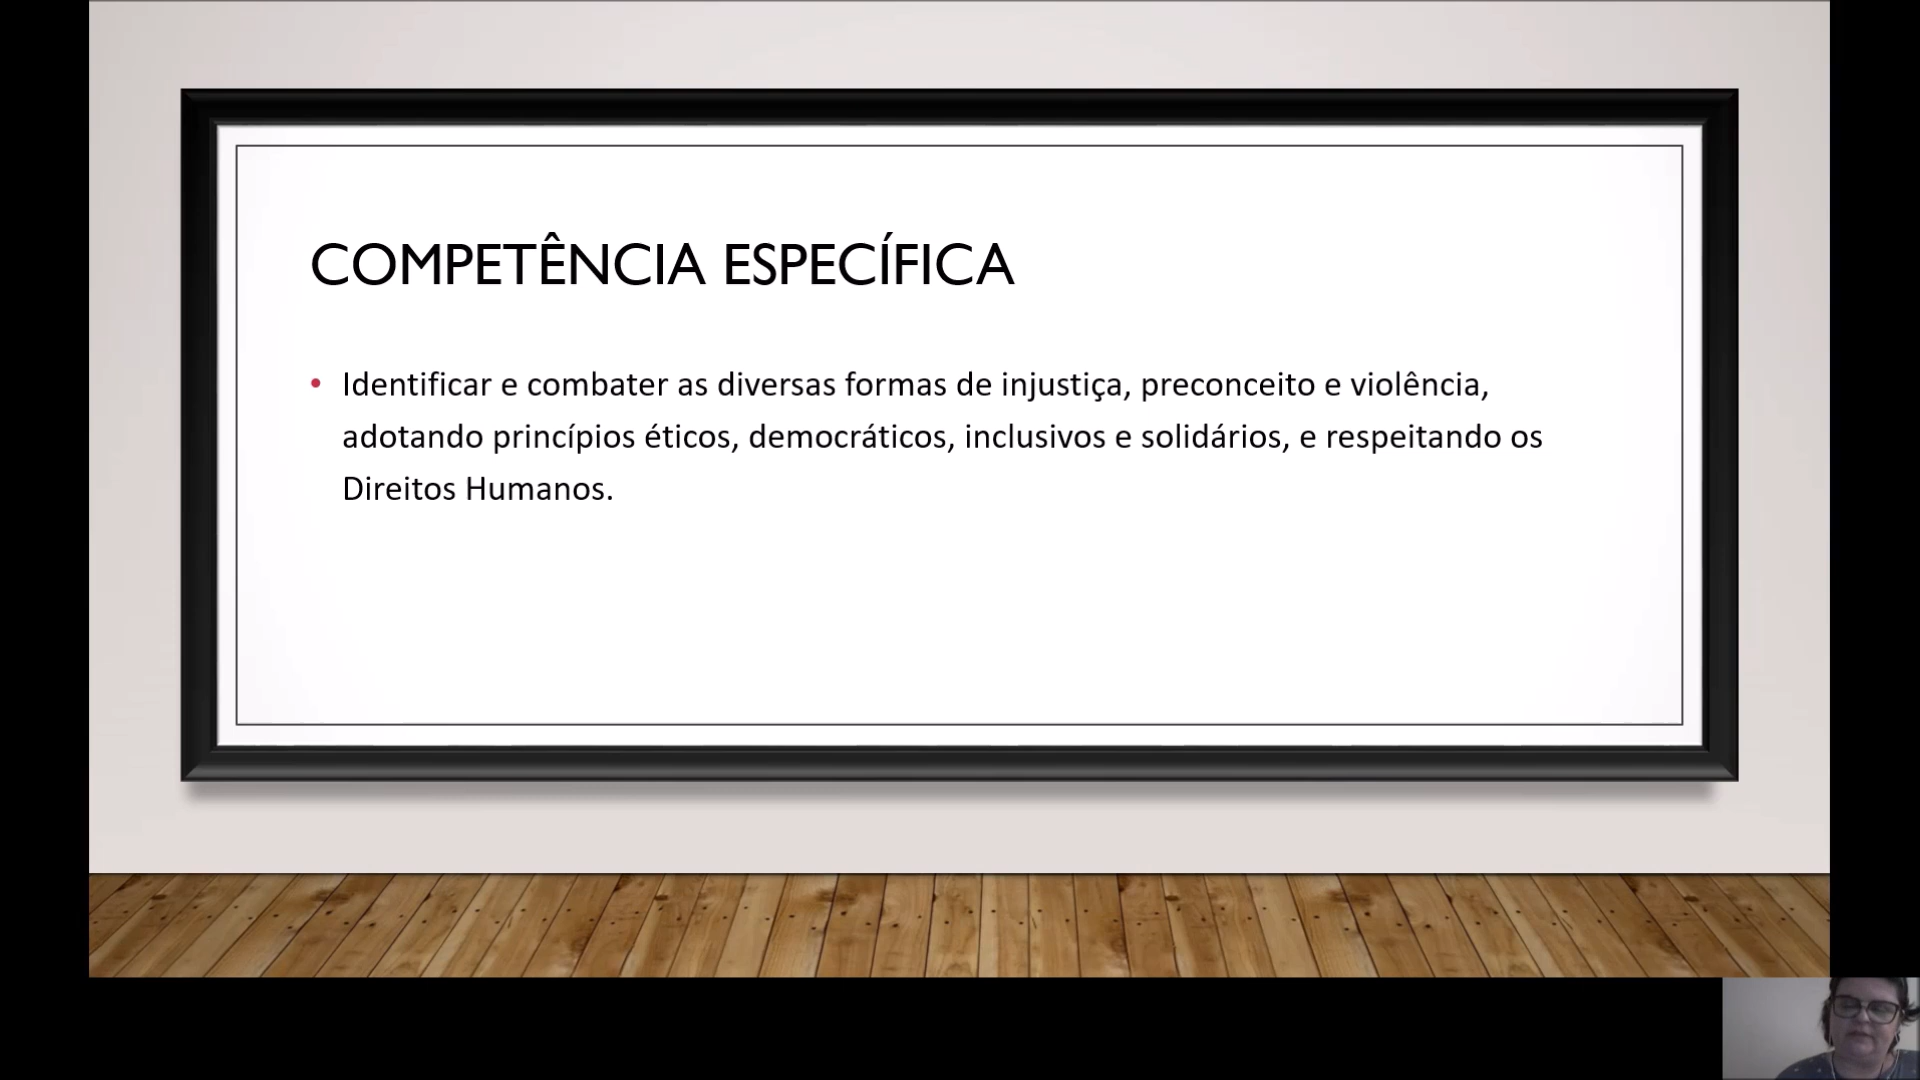 COMPETÊNCIA ESPECÍFICA
• Identificar e combater as diversas formas de injustiça, preconceito e violência,
adotando princípios éticos, democráticos, inclusivos e solidários, e respeitando os
Direitos Humanos.